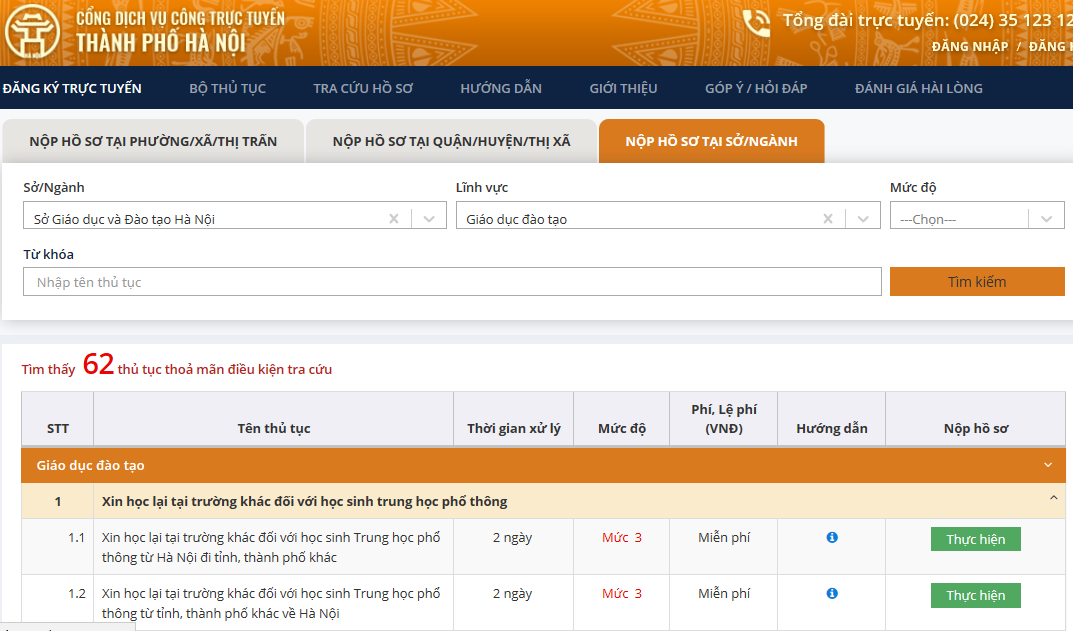 CỔNG DỊCH VỤ CÔNG TRỰC TUYẾN
THÀNH PHỐ HÀ NỘI
Tổng đài trực tuyến: (024) 35 123 12
ĐĂNG NHẬP / ĐĂNG
ĐĂNG KÝ TRỰC TUYẾN BỘ THỦ TỤC TRA CỨU HỒ SƠ HƯỚNG DẪN GIỚI THIỆU GÓP Ý / HỎI ĐÁP ĐÁNH GIÁ HÀI LÒNG
NỘP HỒ SƠ TẠI PHƯỜNG/XÃ/THỊ TRẤN NỘP HỒ SƠ TẠI QUẬN/HUYỆN/THỊ XÃ NỘP HỒ SƠ TẠI SỞ/NGÀNH
Sở/Ngành Lĩnh vực Mức độ
Sở Giáo dục và Đào tạo Hà Nội Giáo dục đào tạo ---Chọn---
Từ khóa
Nhập tên thủ tục Tìm kiếm
Tìm thấy 62 thủ tục thoả mãn điều kiện tra cứu
STT Tên thủ tục Thời gian xử lý Mức độ Phí, Lệ phí (VNĐ) Hướng dẫn Nộp hồ sơ
Giáo dục đào tạo
1 Xin học lại tại trường khác đối với học sinh trung học phổ thông
1.1 Xin học lại tại trường khác đối với học sinh Trung học phổ 2 ngày Mức 3 Miễn phí Thực hiện
thông từ Hà Nội đi tỉnh, thành phố khác
1.2 Xin học lại tại trường khác đối với học sinh Trung học phổ 2 ngày Mức 3 Miễn phí Thực hiện
thông từ tỉnh, thành phố khác về Hà Nội